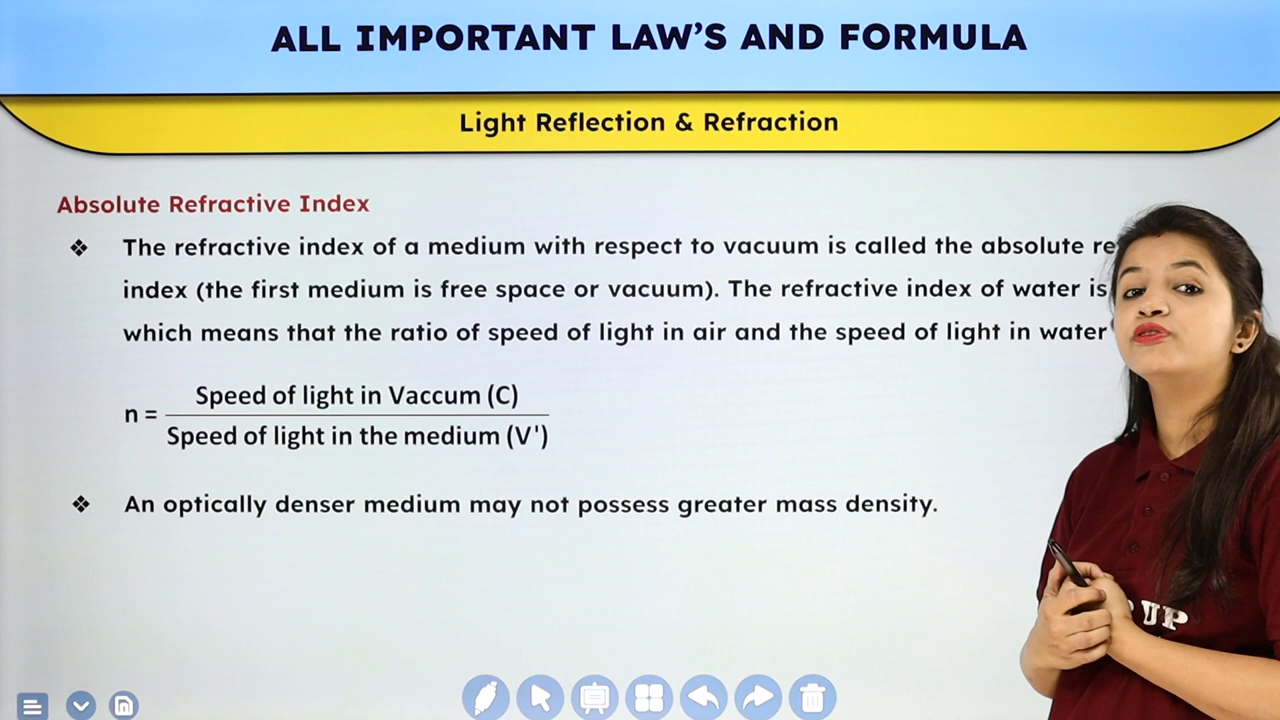 ALL IMPORTANT LAW'S AND FORMULA
Light Reflection & Refraction
Absolute Refractive Index
❖ The refractive index of a medium with respect to vacuum is called the absolute
index (the first medium is free space or vacuum). The refractive index of water is
which means that the ratio of speed of light in air and the speed of light in water
n = Speed of light in Vaccum (C)
Speed of light in the medium (V')
❖ An optically denser medium may not possess greater mass density.
UP